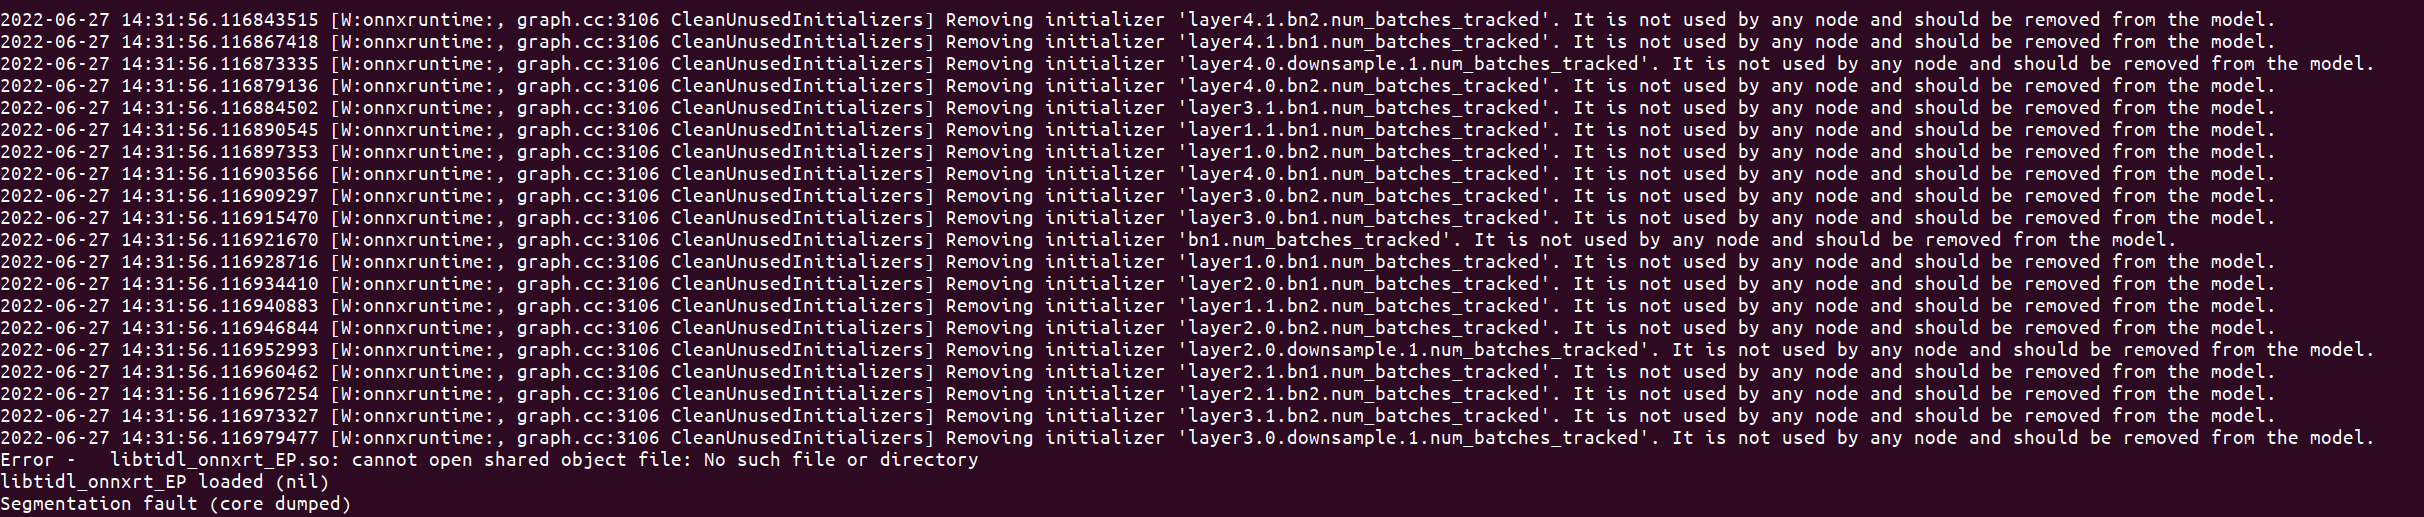 2022-06-27 14:31:56.116843515 [W:onnxruntime:, graph.cc:3106 CleanUnusedInitializers] Removing initializer 'layer4.1.bn2.num_batches_tracked'. It is not used by any node and should be removed from the model.
2022-06-27 14:31:56.116867418 [W:onnxruntime:, graph.cc:3106 CleanUnusedInitializers] Removing initializer 'layer4.1.bn1.num_batches_tracked'. It is not used by any node and should be removed from the model.
2022-06-27 14:31:56.116873335 [W:onnxruntime:, graph.cc:3106 CleanUnusedInitializers] Removing initializer 'layer4.0.downsample.1.num_batches_tracked'. It is not used by any node and should be removed from the model.
2022-06-27 14:31:56.116879136 [W:onnxruntime:, graph.cc:3106 CleanUnusedInitializers] Removing initializer 'layer4.0.bn2.num_batches_tracked'. It is not used by any node and should be removed from the model.
2022-06-27 14:31:56.116884502 [W:onnxruntime:, graph.cc:3106 CleanUnusedInitializers] Removing initializer 'layer3.1.bn1.num_batches_tracked'. It is not used by any node and should be removed from the model.
2022-06-27 14:31:56.116890545 [W:onnxruntime:, graph.cc:3106 CleanUnusedInitializers] Removing initializer 'layer1.1.bn1.num_batches_tracked'. It is not used by any node and should be removed from the model.
2022-06-27 14:31:56.116897353 [W:onnxruntime:, graph.cc:3106 CleanUnusedInitializers] Removing initializer 'layer1.0.bn2.num_batches_tracked'. It is not used by any node and should be removed from the model.
2022-06-27 14:31:56.116903566 [W:onnxruntime:, graph.cc:3106 CleanUnusedInitializers] Removing initializer 'layer4.0.bn1.num_batches_tracked'. It is not used by any node and should be removed from the model.
2022-06-27 14:31:56.116909297 [W:onnxruntime:, graph.cc:3106 CleanUnusedInitializers] Removing initializer 'layer3.0.bn2.num_batches_tracked'. It is not used by any node and should be removed from the model.
2022-06-27 14:31:56.116915470 [W:onnxruntime:, graph.cc:3106 CleanUnusedInitializers] Removing initializer 'layer3.0.bn1.num_batches_tracked'. It is not used by any node and should be removed from the model.
2022-06-27 14:31:56.116921670 [W:onnxruntime:, graph.cc:3106 CleanUnusedInitializers] Removing initializer 'bn1.num_batches_tracked'. It is not used by any node and should be removed from the model.
2022-06-27 14:31:56.116928716 [W:onnxruntime:, graph.cc:3106 CleanUnusedInitializers] Removing initializer 'layer1.0.bn1.num_batches_tracked'. It is not used by any node and should be removed from the model.
2022-06-27 14:31:56.116934410 [W:onnxruntime:, graph.cc:3106 CleanUnusedInitializers] Removing initializer 'layer2.0.bn1.num_batches_tracked'. It is not used by any node and should be removed from the model.
2022-06-27 14:31:56.116940883 [W:onnxruntime:, graph.cc:3106 CleanUnusedInitializers] Removing initializer 'layer1.1.bn2.num_batches_tracked'. It is not used by any node and should be removed from the model.
2022-06-27 14:31:56.116946844 [W:onnxruntime:, graph.cc:3106 CleanUnusedInitializers] Removing initializer 'layer2.0.bn2.num_batches_tracked'. It is not used by any node and should be removed from the model.
2022-06-27 14:31:56.116952993 [W:onnxruntime:, graph.cc:3106 CleanUnusedInitializers] Removing initializer 'layer2.0.downsample.1.num_batches_tracked'. It is not used by any node and should be removed from the model.
2022-06-27 14:31:56.116960462 [W:onnxruntime:, graph.cc:3106 CleanUnusedInitializers] Removing initializer 'layer2.1.bn1.num_batches_tracked'. It is not used by any node and should be removed from the model.
2022-06-27 14:31:56.116967254 [W:onnxruntime:, graph.cc:3106 CleanUnusedInitializers] Removing initializer 'layer2.1.bn2.num_batches_tracked'. It is not used by any node and should be removed from the model.
2022-06-27 14:31:56.116973327 [W:onnxruntime:, graph.cc:3106 CleanUnusedInitializers] Removing initializer 'layer3.1.bn2.num_batches_tracked'. It is not used by any node and should be removed from the model.
2022-06-27 14:31:56.116979477 [W:onnxruntime:, graph.cc:3106 CleanUnusedInitializers] Removing initializer 'layer3.0.downsample.1.num_batches_tracked'. It is not used by any node and should be removed from the model.
Error -   libtidl_onnxrt_EP.so: cannot open shared object file: No such file or directory
libtidl_onnxrt_EP loaded (nil)
Segmentation fault (core dumped)